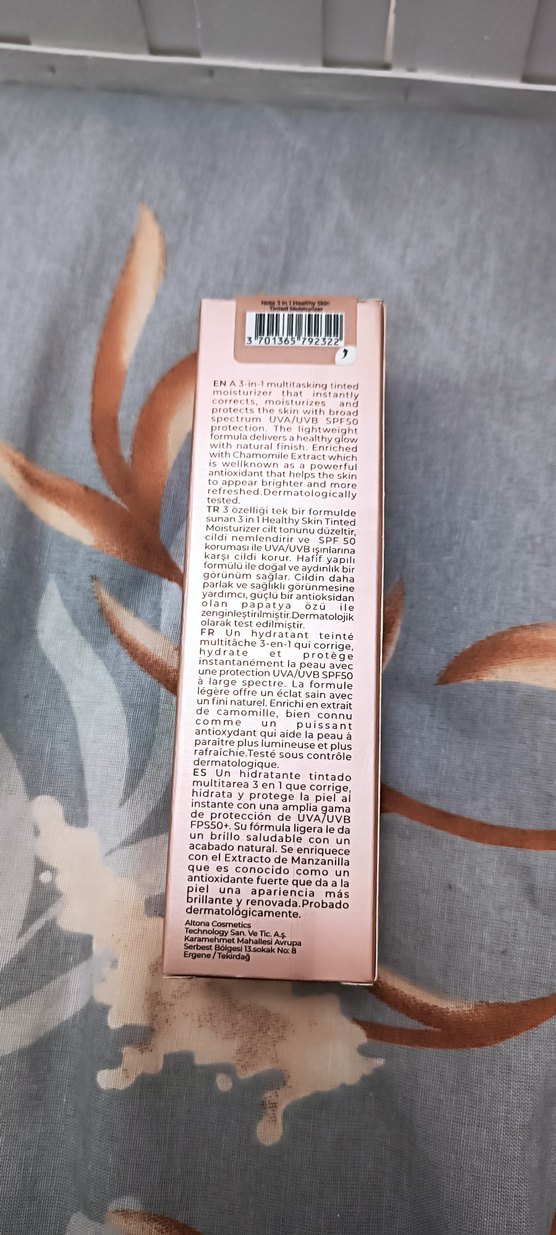 Note 3 in 1 Healthy Skin
Tinted Moisturizer
3 701365 792322
EN A 3-in-1 multitasking tinted
moisturizer that instantly
corrects, moisturizes and
protects the skin with broad
spectrum UVA/UVB SPF50
protection. The lightweight
formula delivers a healthy glow
with natural finish. Enriched
with Chamomile Extract which
is wellknown as a powerful
antioxidant that helps the skin
to appear brighter and more
refreshed.Dermatologically
tested.
TR 3 özelliği tek bir formulde
sunan 3 in 1 Healthy Skin Tinted
Moisturizer cilt tonunu düzeltir,
cildi nemlendirir ve SPF 50
koruması ile UVA/UVB ışınlarına
karşı cildi korur. Hafif yapılı
formülü ile doğal ve aydınlık bir
görünüm sağlar. Cildin daha
parlak ve sağlıklı görünmesine
yardımcı, güçlü bir antioksidan
olan papatya özü ile
zenginleştirilmiştir.Dermatolojik
olarak test edilmiştir.
FR Un hydratant teinté
multitâche 3-en-1 qui corrige,
hydrate et protège
instantanément la peau avec
une protection UVA/UVB SPF50
à large spectre. La formule
légère offre un éclat sain avec
un fini naturel. Enrichi en extrait
de camomille, bien connu
comme un puissant
antioxydant qui aide la peau à
paraitre plus lumineuse et plus
rafraîchie.Testé sous contrôle
dermatologique.
ES Un hidratante tintado
multitarea 3 en 1 que corrige,
hidrata y protege la piel al
instante con una amplia gama
de protección de UVA/UVB
FPS50+. Su fórmula ligera le da
un brillo saludable con un
acabado natural. Se enriquece
con el Extracto de Manzanilla
que es conocido como un
antioxidante fuerte que da a la
piel una apariencia más
brillante y renovada.Probado
dermatológicamente.
Altona Cosmetics
Technology San. Ve Tic. A.ş.
Karamehmet Mahallesi Avrupa
Serbest Bölgesi 13.sokak No: 8
Ergene / Tekirdağ